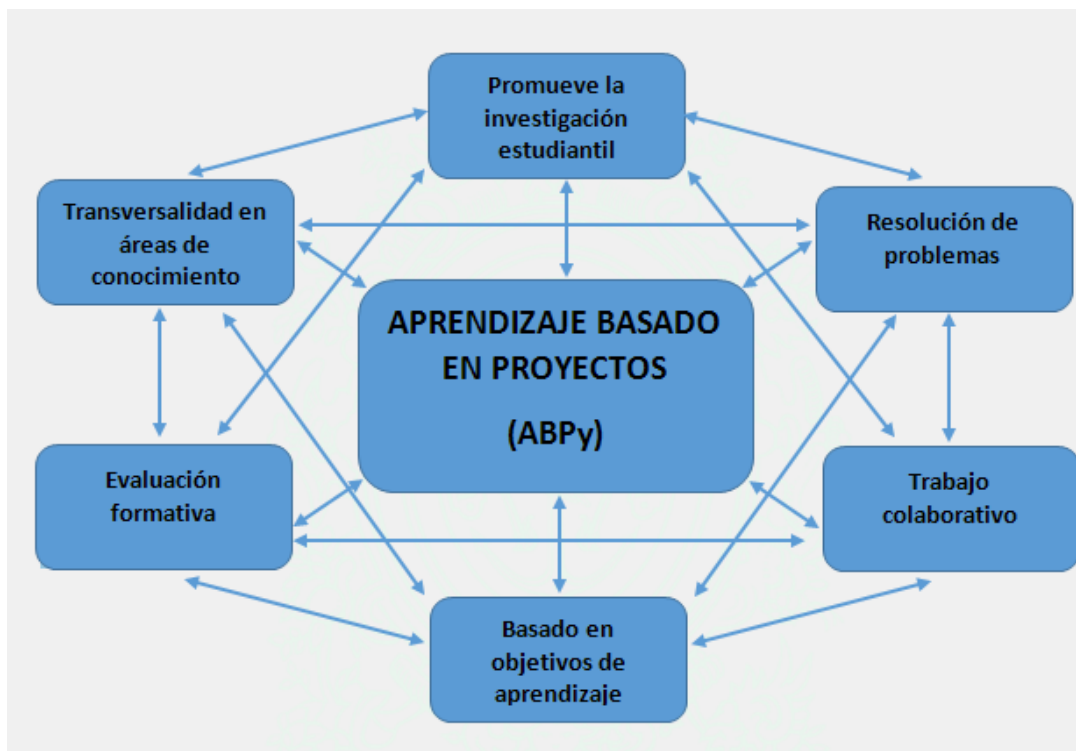 Promueve la
investigación
estudiantil
Transversalidad en
áreas de
conocimiento
Resolución de
problemas
APRENDIZAJE BASADO
EN PROYECTOS
(ABPy)
Evaluación
formativa
Trabajo
colaborativo
Basado en
objetivos de
aprendizaje